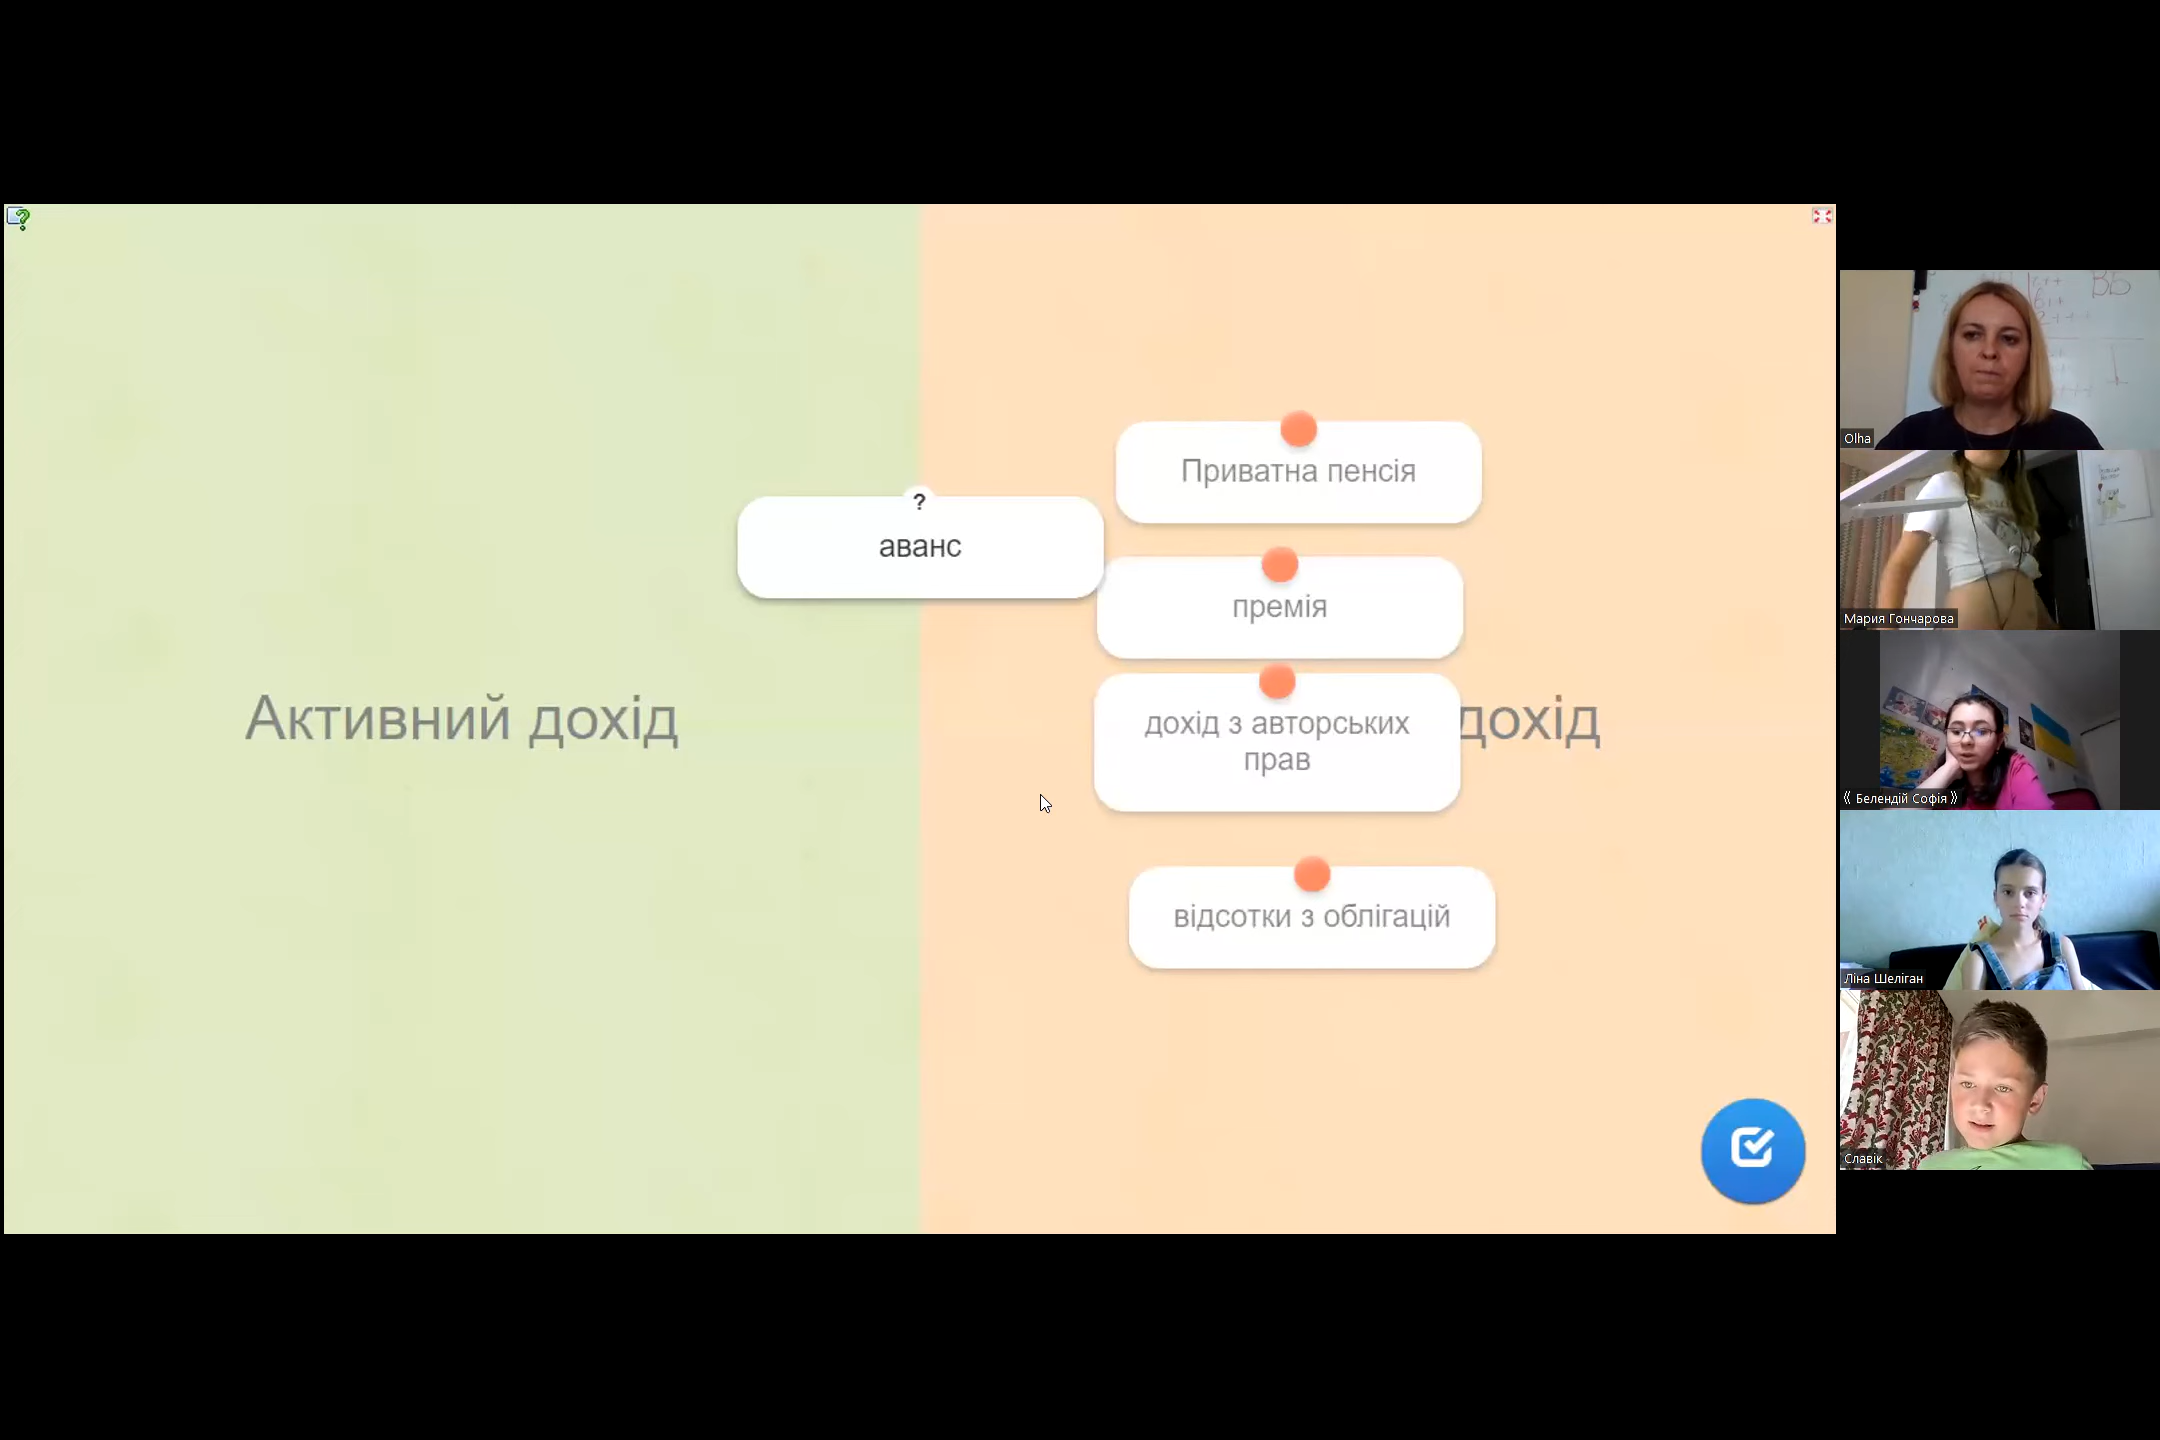 ?
аванс
Приватна пенсія
премія
дохід з авторських
прав
відсотки з облігацій
Активний дохід
дохід
Olha
Мария Гончарова
《 Белендій Софія 》
Ліна Шеліган
Славік